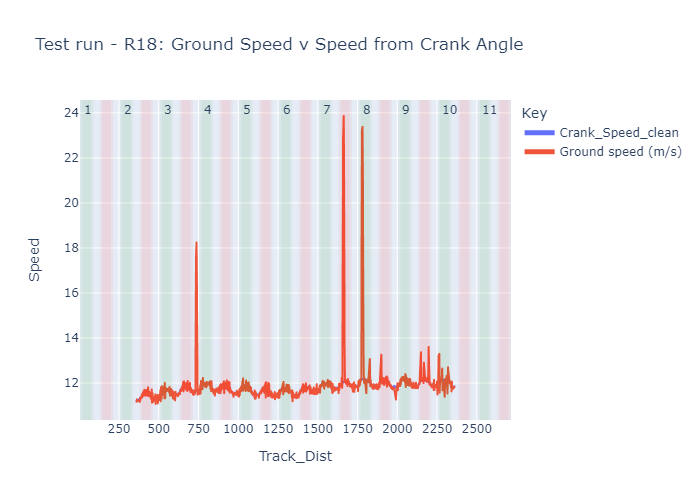 Test run - R18: Ground Speed v Speed from Crank Angle
Key
Crank_Speed_clean
Ground speed (m/s)
1 2 3 4 5 6 7 8 9 10 11
24
22
20
18
16
14
12
Speed
250 500 750 1000 1250 1500 1750 2000 2250 2500
Track_Dist